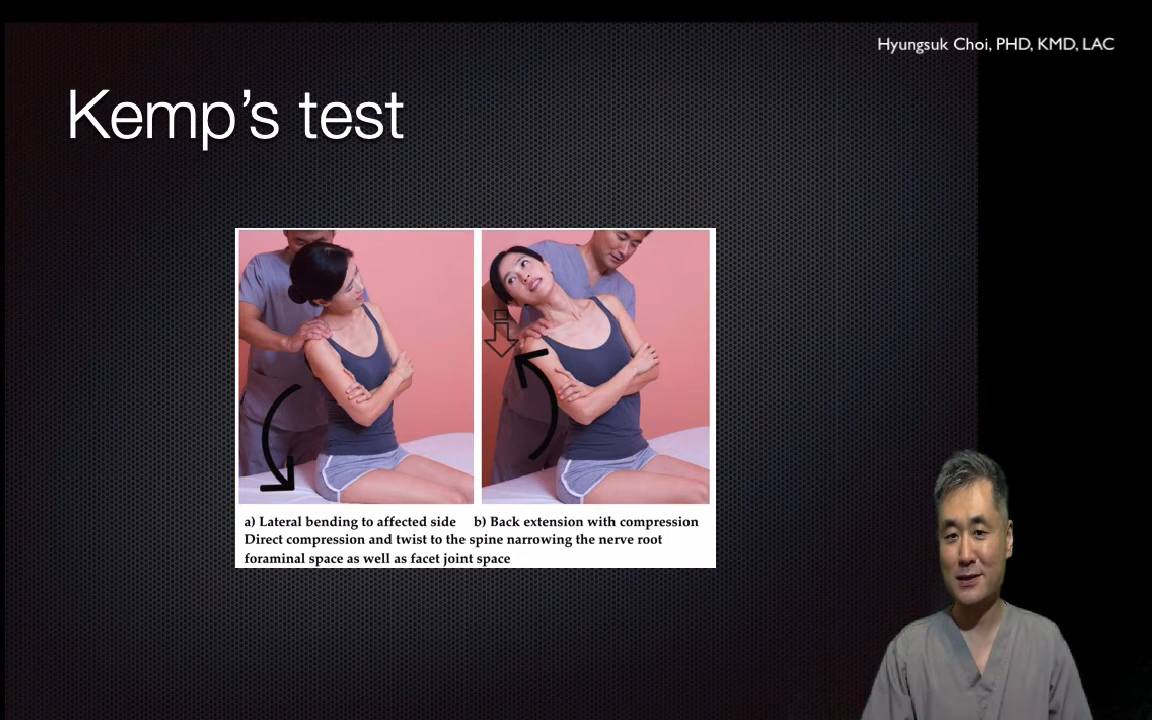 Hyungsuk Choi, PHD, KMD, LAC
Kemp's test
a) Lateral bending to affected side b) Back extension with compression
Direct compression and twist to the spine narrowing the nerve root
foraminal space as well as facet joint space